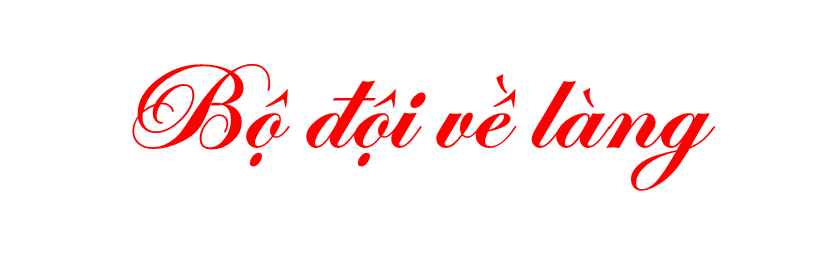 Bộ đội về làng